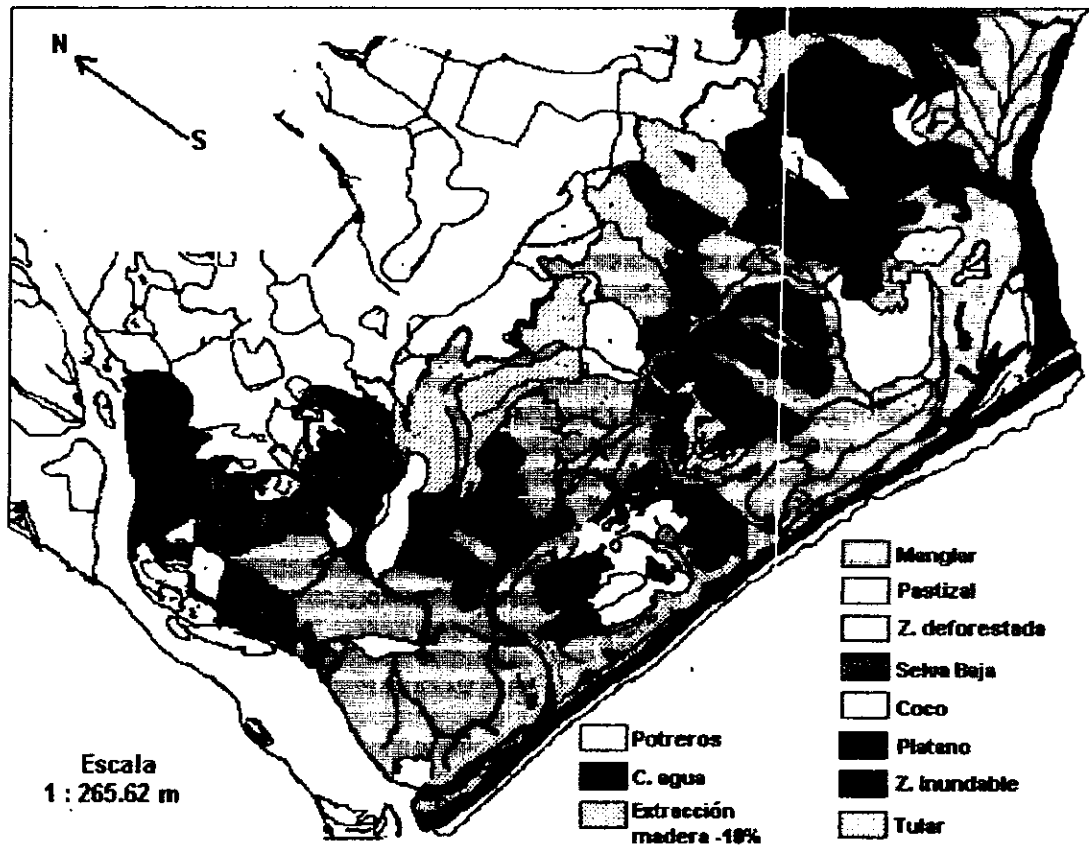 N
S
Manglar
Pastizal
Z. deforestada
Selva Baja
Coco
Platano
Z. Inundable
Tular
Potreros
C. agua
Extracción
madera -10%
Escala
1 : 265.62 m